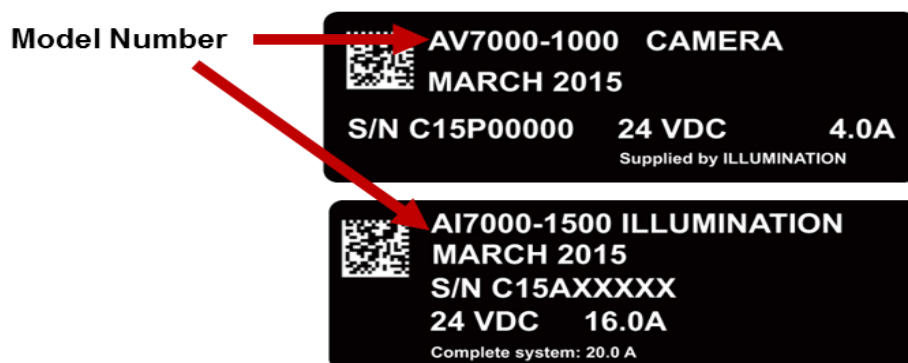 Model Number
AV7000-1000 CAMERA
MARCH 2015
S/N C15P00000 24 VDC 4.0A
Supplied by ILLUMINATION
AI7000-1500 ILLUMINATION
MARCH 2015
S/N C15AXXXXX
24 VDC 16.0A
Complete system: 20.0 A